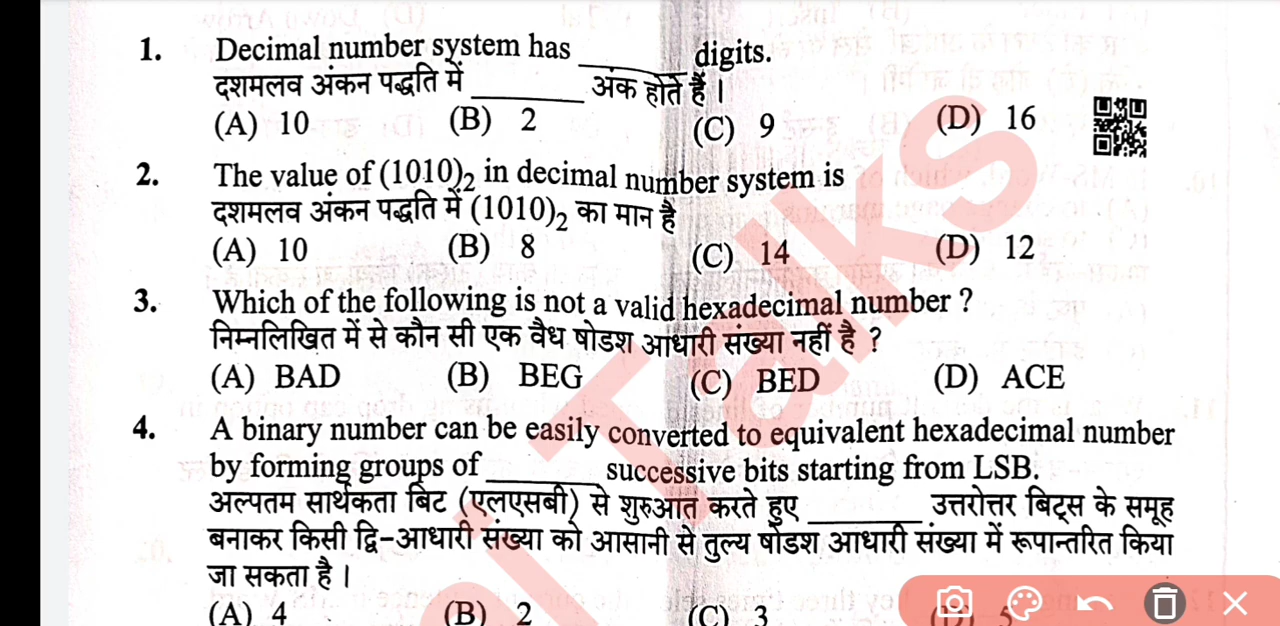 1. Decimal number system has ________ digits.
दशमलव अंकन पद्धति में ________ अंक होते हैं ।
(A) 10 (B) 2 (C) 9 (D) 16
2. The value of (1010)₂ in decimal number system is
दशमलव अंकन पद्धति में (1010)₂ का मान है
(A) 10 (B) 8 (C) 14 (D) 12
3. Which of the following is not a valid hexadecimal number ?
निम्नलिखित में से कौन सी एक वैध षोडश आधारी संख्या नहीं है ?
(A) BAD (B) BEG (C) BED (D) ACE
4. A binary number can be easily converted to equivalent hexadecimal number
by forming groups of ________ successive bits starting from LSB.
अल्पतम सार्थकता बिट (एलएसबी) से शुरुआत करते हुए ________ उत्तरोत्तर बिट्स के समूह
बनाकर किसी द्वि-आधारी संख्या को आसानी से तुल्य षोडश आधारी संख्या में रूपान्तरित किया
जा सकता है ।
(A) 4 (B) 2 (C) 3 (D) 5
Talks